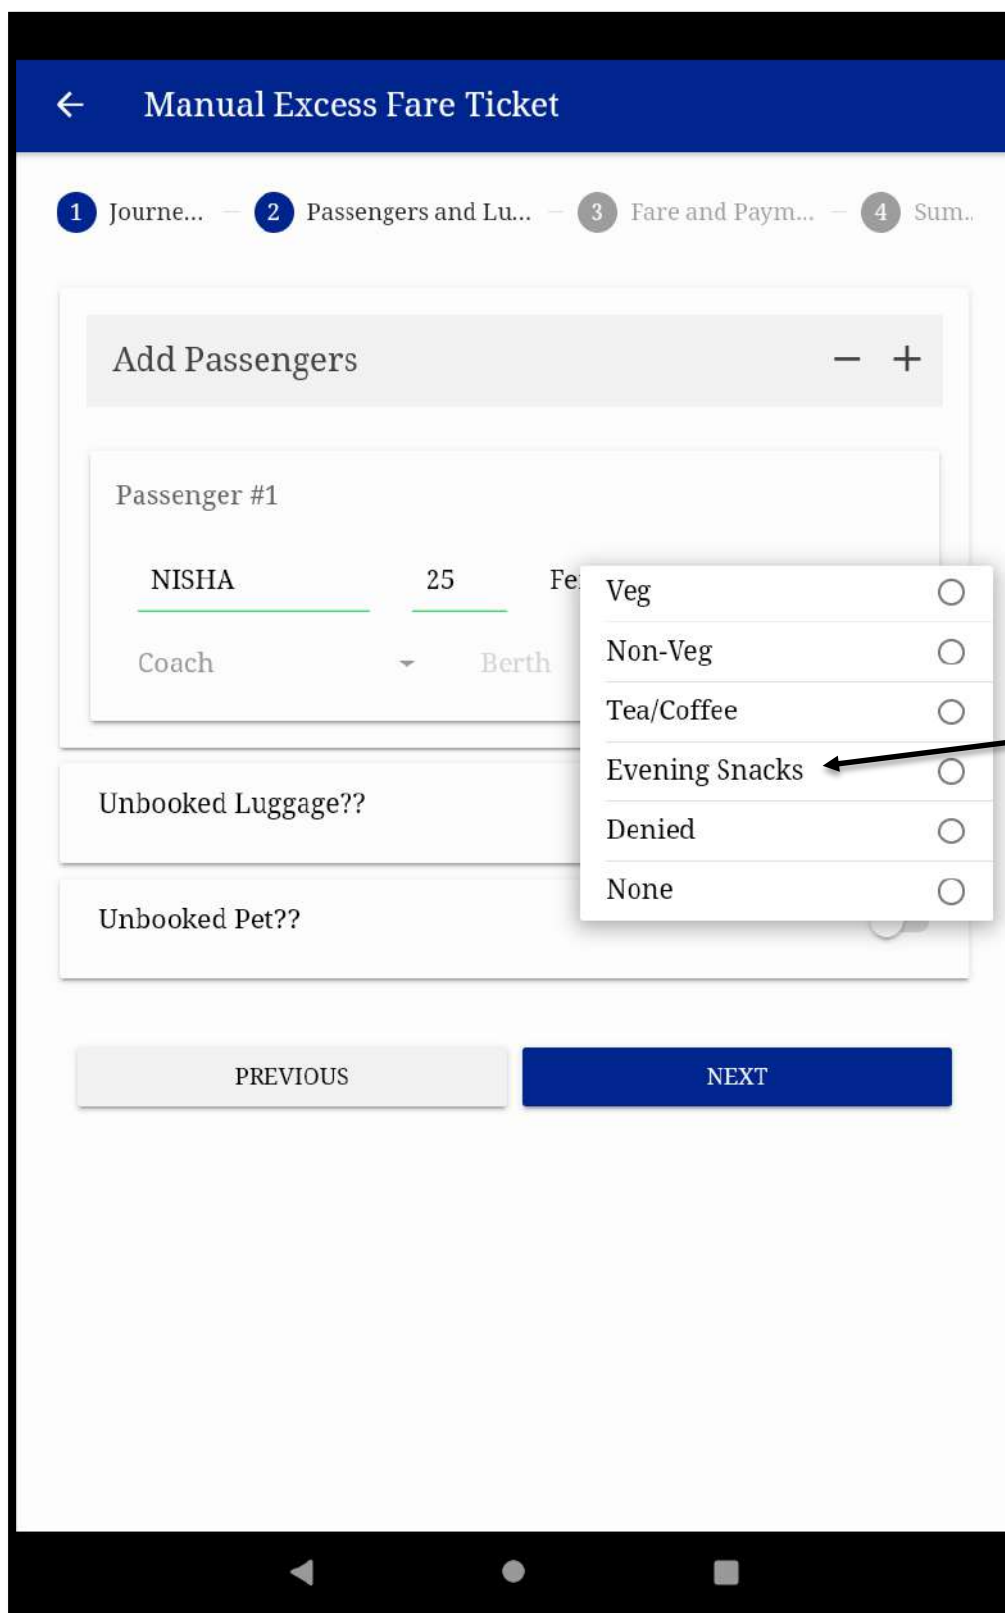 Manual Excess Fare Ticket
1 Journe... 2 Passengers and Lu... 3 Fare and Paym... 4 Sum..
Add Passengers
Passenger #1
NISHA 25
Coach Berth
Veg
Non-Veg
Tea/Coffee
Evening Snacks
Denied
None
Unbooked Luggage??
Unbooked Pet??
PREVIOUS NEXT